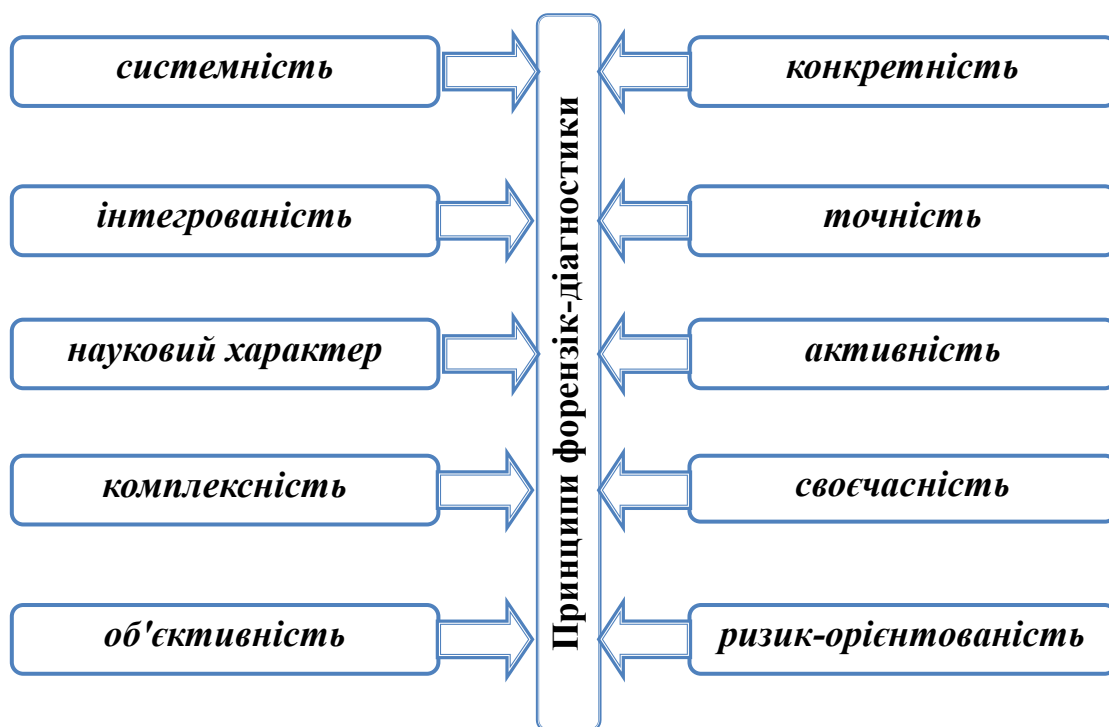 системність
інтегрованість
науковий характер
комплексність
об'єктивність
Принципи форензік-діагностики
конкретність
точність
активність
своєчасність
ризик-орієнтованість